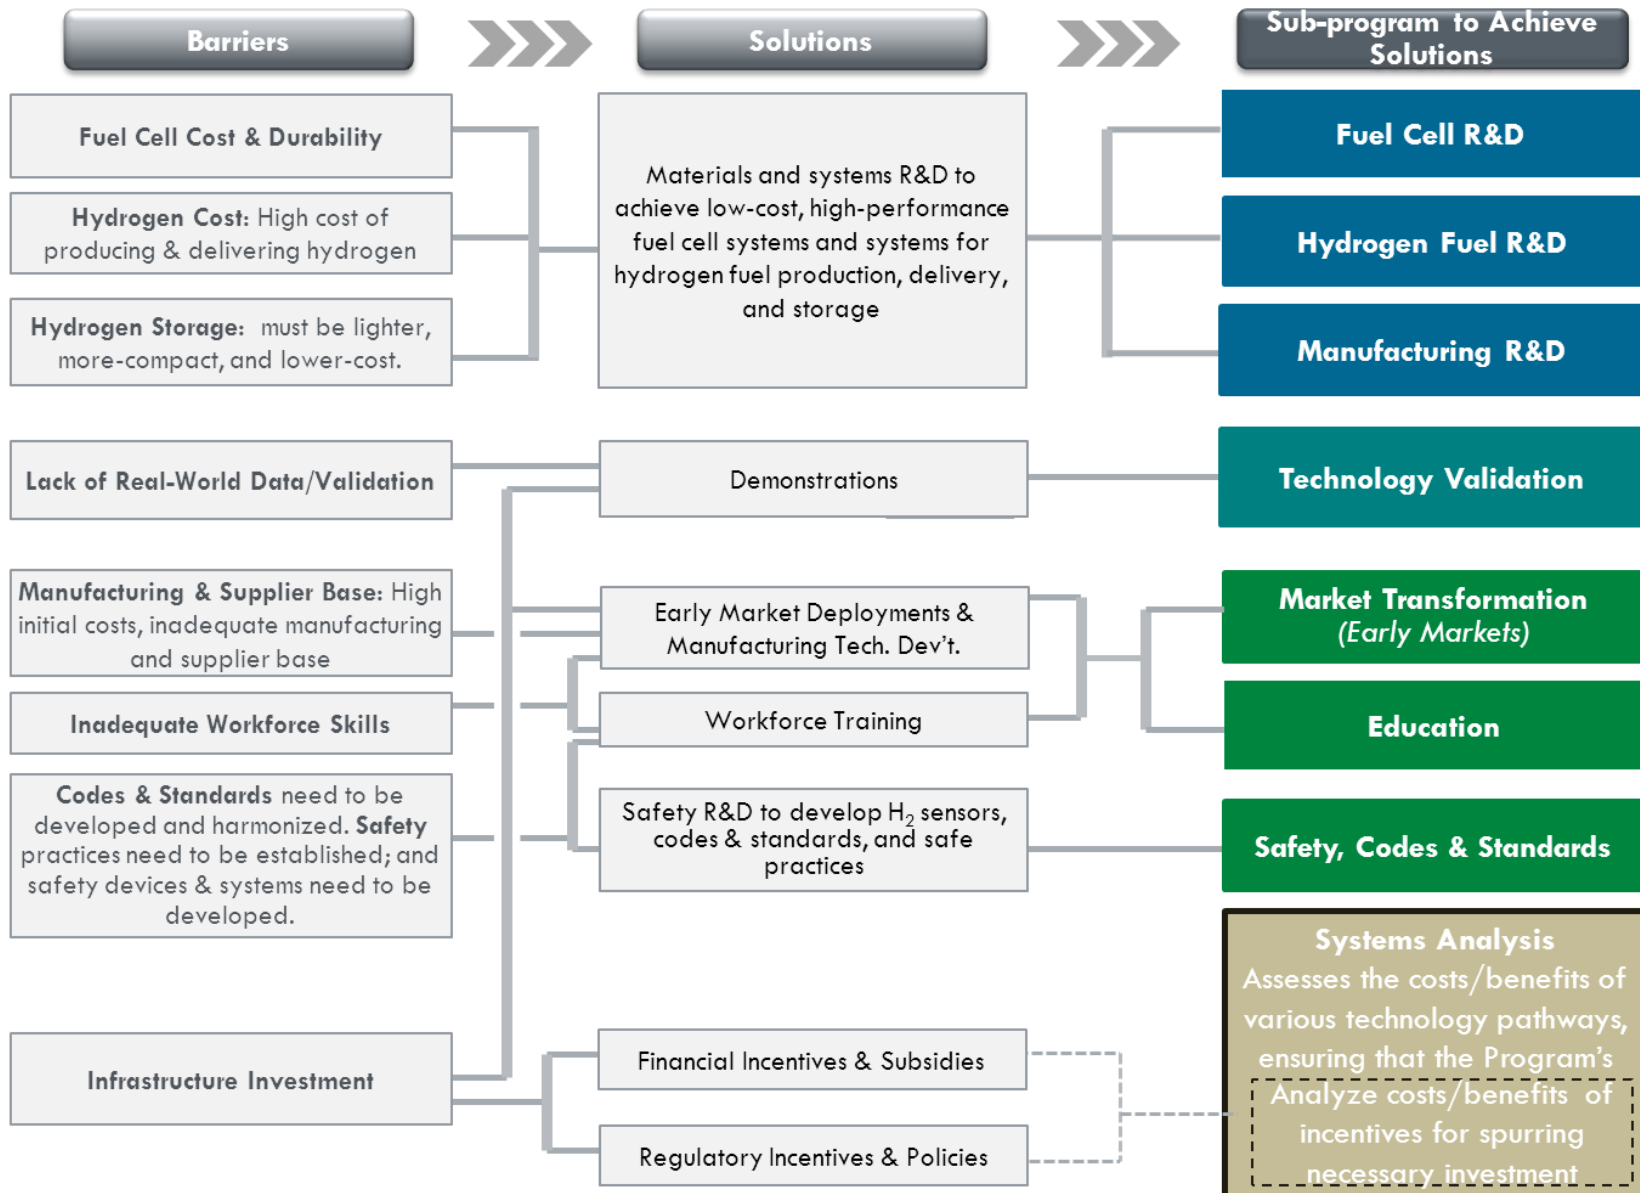 Barriers
Solutions
Sub-program to Achieve
Solutions
Fuel Cell Cost & Durability
Hydrogen Cost: High cost of
producing & delivering hydrogen
Hydrogen Storage: must be lighter,
more-compact, and lower-cost.
Materials and systems R&D to
achieve low-cost, high-performance
fuel cell systems and systems for
hydrogen fuel production, delivery,
and storage
Fuel Cell R&D
Hydrogen Fuel R&D
Manufacturing R&D
Lack of Real-World Data/Validation
Demonstrations
Technology Validation
Manufacturing & Supplier Base: High
initial costs, inadequate manufacturing
and supplier base
Early Market Deployments &
Manufacturing Tech. Dev't.
Market Transformation
(Early Markets)
Inadequate Workforce Skills
Workforce Training
Education
Codes & Standards need to be
developed and harmonized. Safety
practices need to be established; and
safety devices & systems need to be
developed.
Safety R&D to develop H₂ sensors,
codes & standards, and safe
practices
Safety, Codes & Standards
Infrastructure Investment
Financial Incentives & Subsidies
Regulatory Incentives & Policies
Systems Analysis
Assesses the costs/benefits of
various technology pathways,
ensuring that the Program's
Analyze costs/benefits of
incentives for spurring
necessary investment